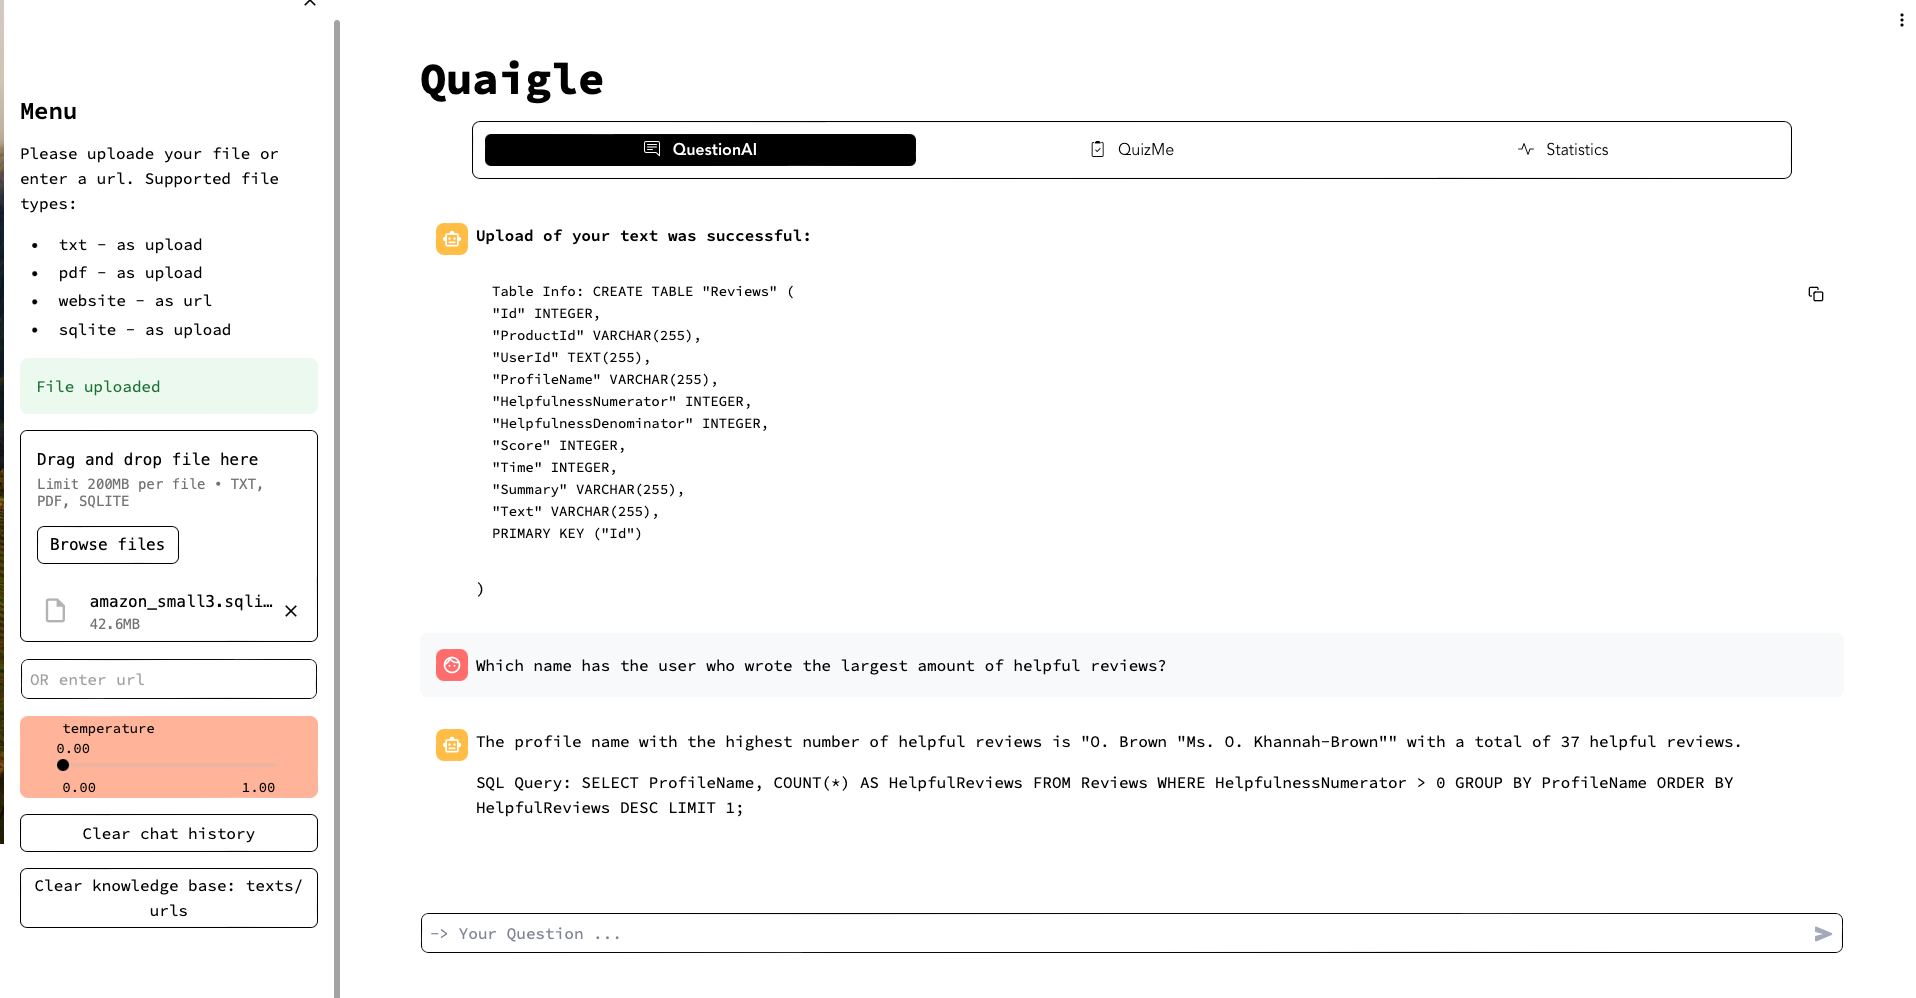 Menu
Please uploade your file or
enter a url. Supported file
types:
• txt - as upload
• pdf - as upload
• website - as url
• sqlite - as upload
File uploaded
Drag and drop file here
Limit 200MB per file • TXT,
PDF, SQLITE
Browse files
amazon_small3.sqli…
42.6MB
OR enter url
temperature
0.00
0.00 1.00
Clear chat history
Clear knowledge base: texts/
urls
Quaigle
QuestionAI QuizMe Statistics
Upload of your text was successful:
Table Info: CREATE TABLE "Reviews" (
"Id" INTEGER,
"ProductId" VARCHAR(255),
"UserId" TEXT(255),
"ProfileName" VARCHAR(255),
"HelpfulnessNumerator" INTEGER,
"HelpfulnessDenominator" INTEGER,
"Score" INTEGER,
"Time" INTEGER,
"Summary" VARCHAR(255),
"Text" VARCHAR(255),
PRIMARY KEY ("Id")
)
Which name has the user who wrote the largest amount of helpful reviews?
The profile name with the highest number of helpful reviews is "O. Brown "Ms. O. Khannah-Brown"" with a total of 37 helpful reviews.
SQL Query: SELECT ProfileName, COUNT(*) AS HelpfulReviews FROM Reviews WHERE HelpfulnessNumerator > 0 GROUP BY ProfileName ORDER BY
HelpfulReviews DESC LIMIT 1;
-> Your Question ...